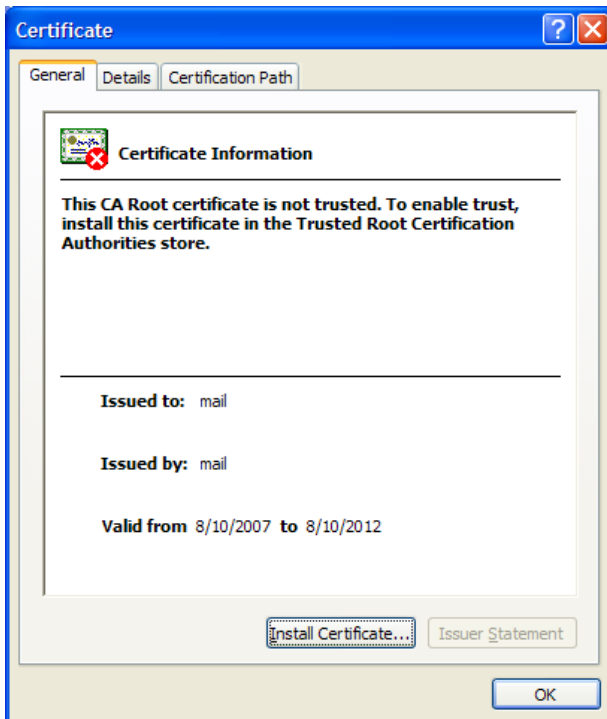 Certificate
?
General Details Certification Path
Certificate Information
This CA Root certificate is not trusted. To enable trust,
install this certificate in the Trusted Root Certification
Authorities store.
Issued to: mail
Issued by: mail
Valid from 8/10/2007 to 8/10/2012
Install Certificate... Issuer Statement
OK